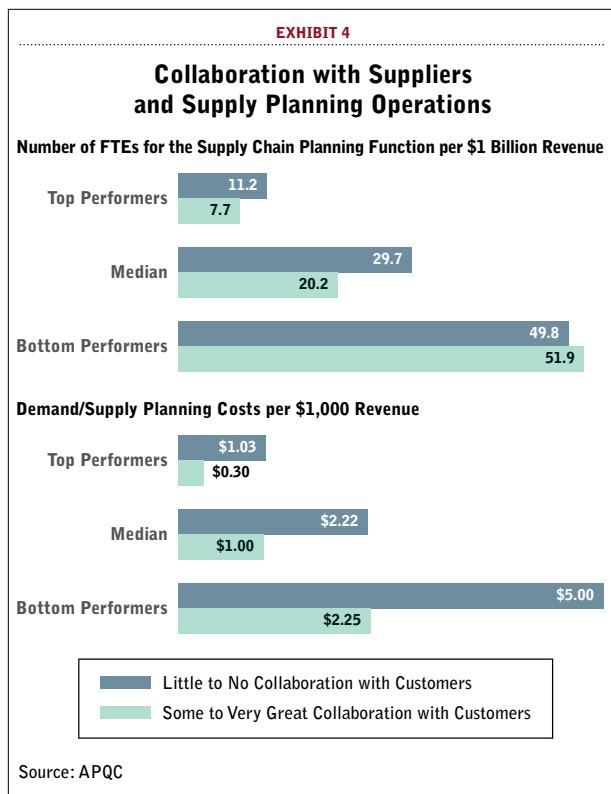 EXHIBIT 4
Collaboration with Suppliers
and Supply Planning Operations
Number of FTEs for the Supply Chain Planning Function per $1 Billion Revenue
Top Performers
11.2
7.7
Median
29.7
20.2
Bottom Performers
49.8
51.9
Demand/Supply Planning Costs per $1,000 Revenue
Top Performers
$1.03
$0.30
Median
$2.22
$1.00
Bottom Performers
$5.00
$2.25
Little to No Collaboration with Customers
Some to Very Great Collaboration with Customers
Source: APQC